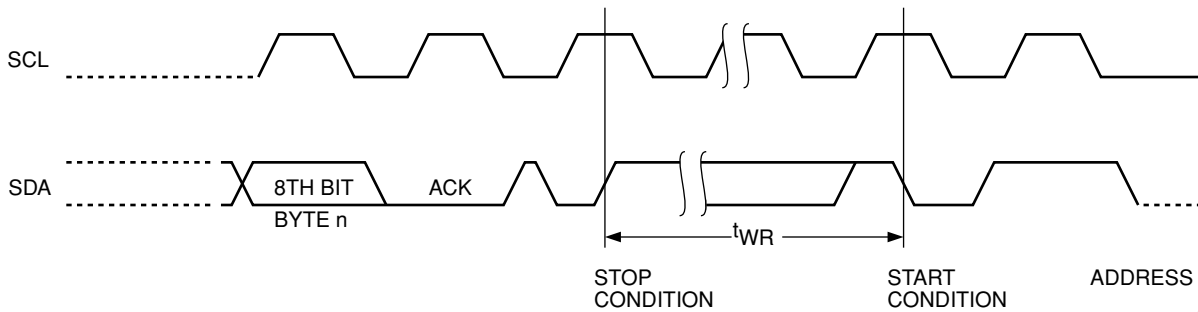 SCL
SDA
8TH BIT
ACK
BYTE n
tWR
STOP
CONDITION
START
CONDITION
ADDRESS